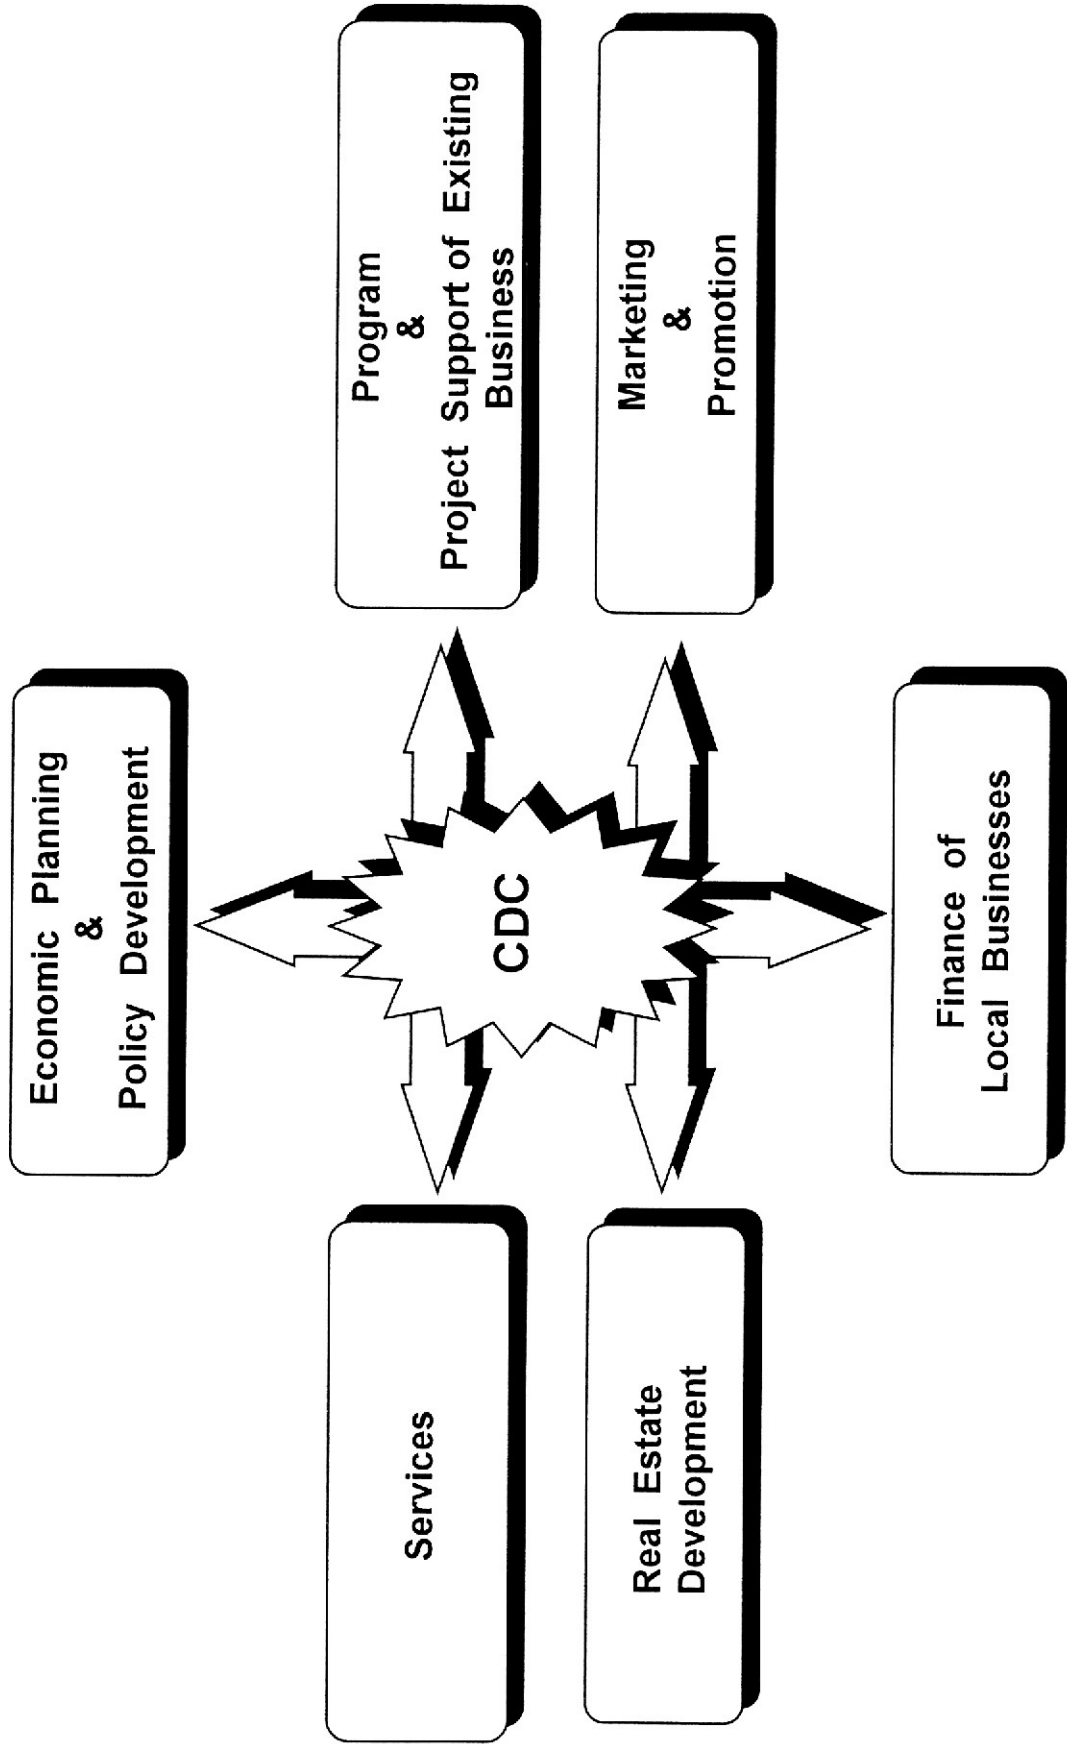 Economic Planning
&
Policy Development
Services
Program
&
Project Support of Existing
Business
CDC
Real Estate
Development
Marketing
&
Promotion
Finance of
Local Businesses